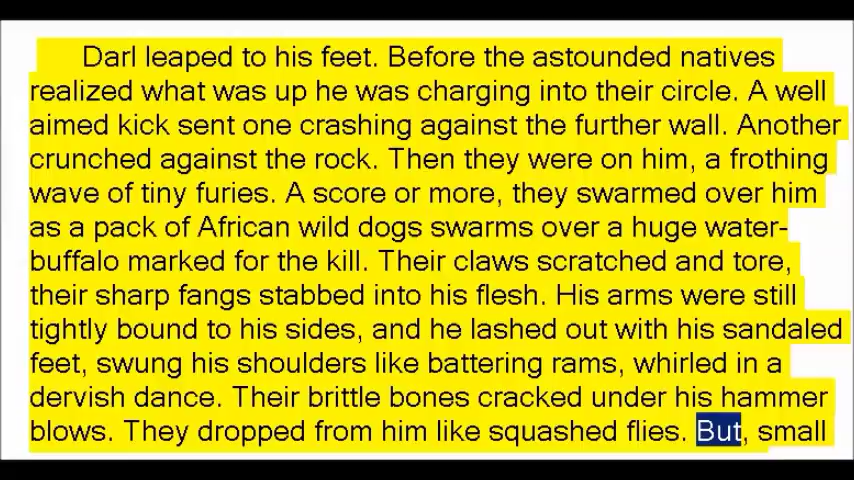 Darl leaped to his feet. Before the astounded natives
realized what was up he was charging into their circle. A well
aimed kick sent one crashing against the further wall. Another
crunched against the rock. Then they were on him, a frothing
wave of tiny furies. A score or more, they swarmed over him
as a pack of African wild dogs swarms over a huge water-
buffalo marked for the kill. Their claws scratched and tore,
their sharp fangs stabbed into his flesh. His arms were still
tightly bound to his sides, and he lashed out with his sandaled
feet, swung his shoulders like battering rams, whirled in a
dervish dance. Their brittle bones cracked under his hammer
blows. They dropped from him like squashed flies. But, small